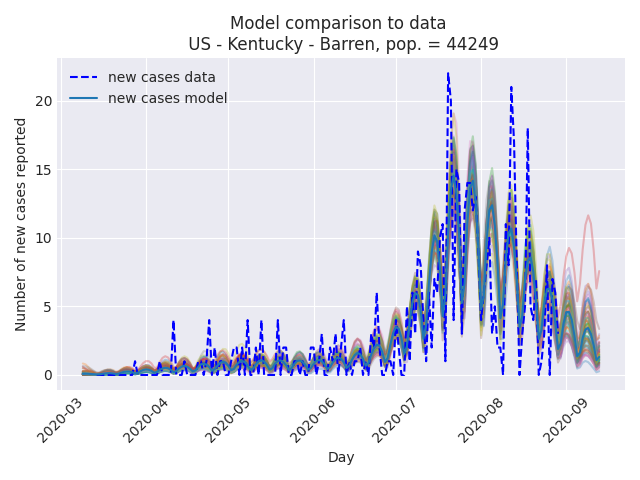 Model comparison to data
US - Kentucky - Barren, pop. = 44249
new cases data
new cases model
Number of new cases reported
20
15
10
5
0
2020-03
2020-04
2020-05
2020-06
2020-07
2020-08
2020-09
Day